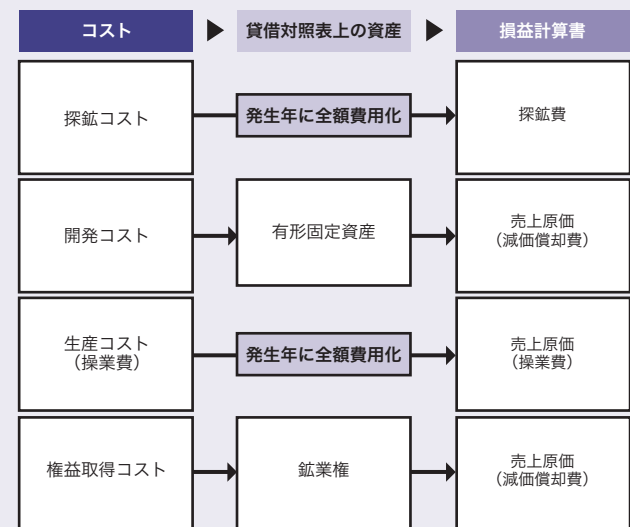 コスト
貸借対照表上の資産
損益計算書
探鉱コスト
発生年に全額費用化
探鉱費
開発コスト
有形固定資産
売上原価
（減価償却費）
生産コスト
（操業費）
発生年に全額費用化
売上原価
（操業費）
権益取得コスト
鉱業権
売上原価
（減価償却費）